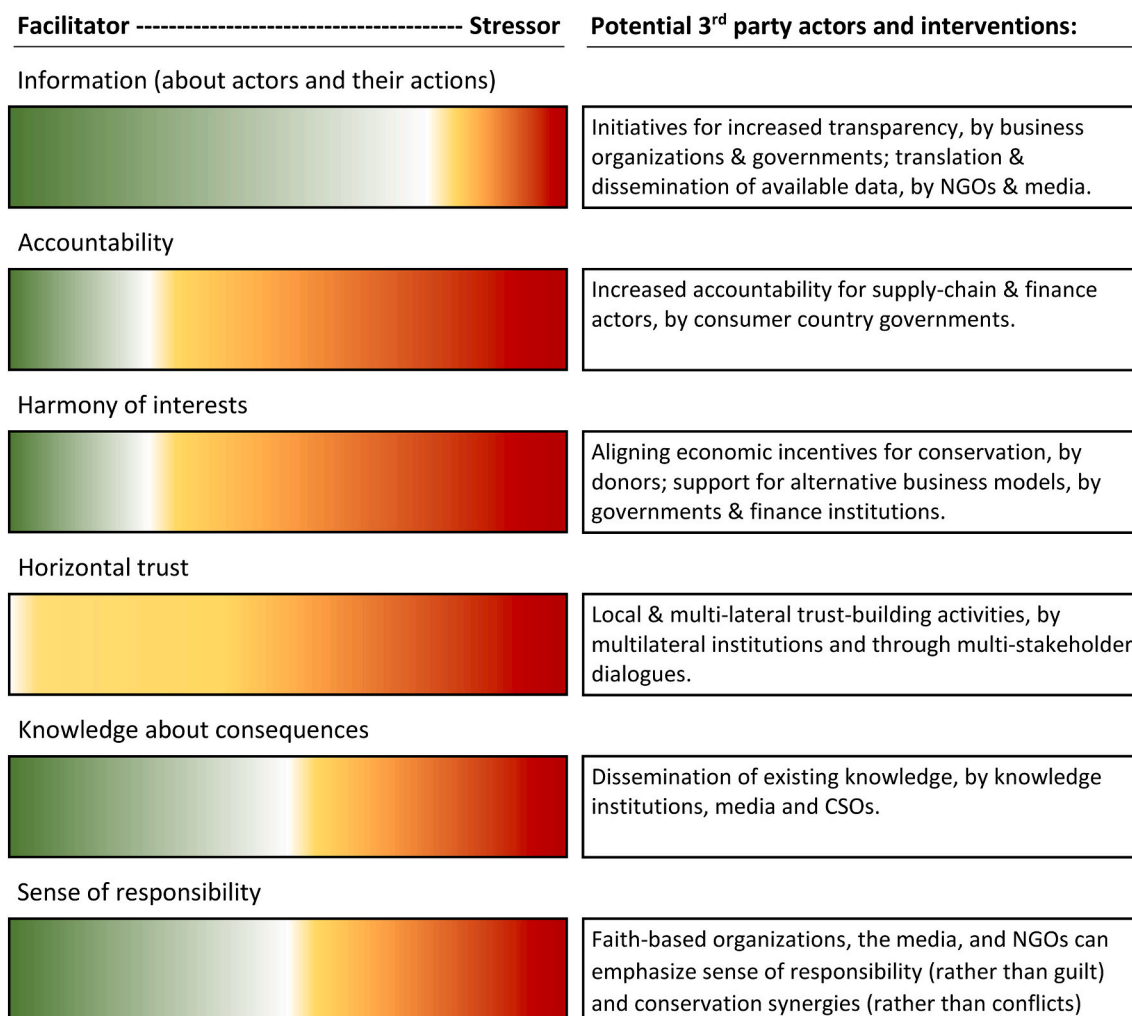 Facilitator ----------------------------------- Stressor
Potential 3rd party actors and interventions:
Information (about actors and their actions)
Initiatives for increased transparency, by business
organizations & governments; translation &
dissemination of available data, by NGOs & media.
Accountability
Increased accountability for supply-chain & finance
actors, by consumer country governments.
Harmony of interests
Aligning economic incentives for conservation, by
donors; support for alternative business models, by
governments & finance institutions.
Horizontal trust
Local & multi-lateral trust-building activities, by
multilateral institutions and through multi-stakeholder
dialogues.
Knowledge about consequences
Dissemination of existing knowledge, by knowledge
institutions, media and CSOs.
Sense of responsibility
Faith-based organizations, the media, and NGOs can
emphasize sense of responsibility (rather than guilt)
and conservation synergies (rather than conflicts)